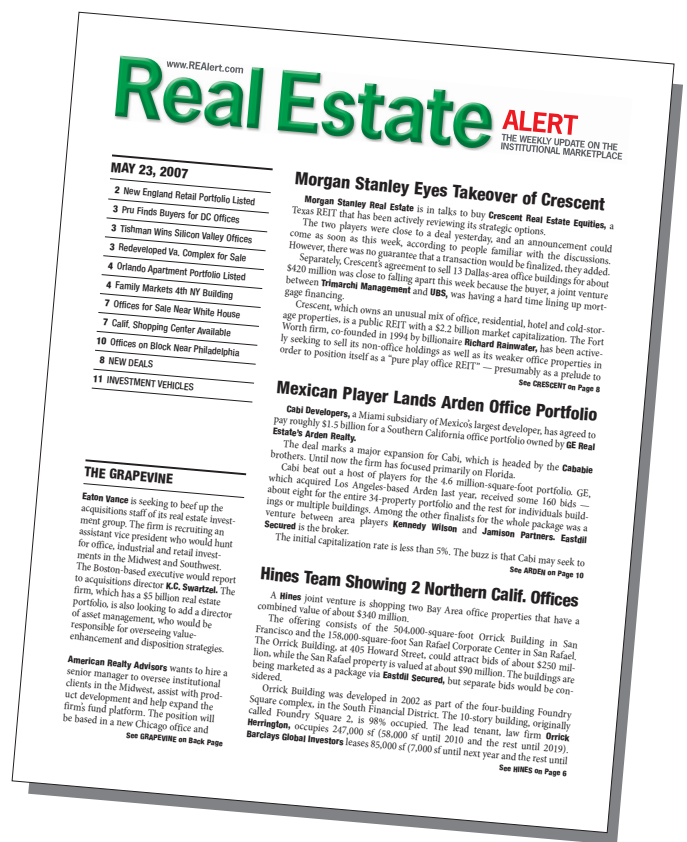 www.REAlert.com
Real Estate
ALERT
THE WEEKLY UPDATE ON THE
INSTITUTIONAL MARKETPLACE
MAY 23, 2007
2 New England Retail Portfolio Listed
3 Pru Finds Buyers for DC Offices
3 Tishman Wins Silicon Valley Offices
3 Redeveloped Va. Complex for Sale
4 Orlando Apartment Portfolio Listed
4 Family Markets 4th NY Building
7 Offices for Sale Near White House
7 Calif. Shopping Center Available
10 Offices on Block Near Philadelphia
8 NEW DEALS
11 INVESTMENT VEHICLES
THE GRAPEVINE
Eaton Vance is seeking to beef up the
acquisitions staff of its real estate invest-
ment group. The firm is recruiting an
assistant vice president who would hunt
for office, industrial and retail invest-
ments in the Midwest and Southwest.
The Boston-based executive would report
to acquisitions director K.C. Swartzel. The
firm, which has a $5 billion real estate
portfolio, is also looking to add a director
of asset management, who would be
responsible for overseeing value-
enhancement and disposition strategies.
American Realty Advisors wants to hire a
senior manager to oversee institutional
clients in the Midwest, assist with prod-
uct development and help expand the
firm's fund platform. The position will
be based in a new Chicago office and
See GRAPEVINE on Back Page
Morgan Stanley Eyes Takeover of Crescent
Morgan Stanley Real Estate is in talks to buy Crescent Real Estate Equities, a
Texas REIT that has been actively reviewing its strategic options.
The two players were close to a deal yesterday, and an announcement could
come as soon as this week, according to people familiar with the discussions.
However, there was no guarantee that a transaction would be finalized, they added.
Separately, Crescent's agreement to sell 13 Dallas-area office buildings for about
$420 million was close to falling apart this week because the buyer, a joint venture
between Trimarchi Management and UBS, was having a hard time lining up mort-
gage financing.
Crescent, which owns an unusual mix of office, residential, hotel and cold-stor-
age properties, is a public REIT with a $2.2 billion market capitalization. The Fort
Worth firm, co-founded in 1994 by billionaire Richard Rainwater, has been active-
ly seeking to sell its non-office holdings as well as its weaker office properties in
order to position itself as a “pure play office REIT” — presumably as a prelude to
See CRESCENT on Page 8
Mexican Player Lands Arden Office Portfolio
Cabi Developers, a Miami subsidiary of Mexico's largest developer, has agreed to
pay roughly $1.5 billion for a Southern California office portfolio owned by GE Real
Estate's Arden Realty.
The deal marks a major expansion for Cabi, which is headed by the Cababie
brothers. Until now the firm has focused primarily on Florida.
Cabi beat out a host of players for the 4.6 million-square-foot portfolio. GE,
which acquired Los Angeles-based Arden last year, received some 160 bids —
about eight for the entire 34-property portfolio and the rest for individuals build-
ings or multiple buildings. Among the other finalists for the whole package was a
venture between area players Kennedy Wilson and Jamison Partners. Eastdil
Secured is the broker.
The initial capitalization rate is less than 5%. The buzz is that Cabi may seek to
See ARDEN on Page 10
Hines Team Showing 2 Northern Calif. Offices
A Hines joint venture is shopping two Bay Area office properties that have a
combined value of about $340 million.
The offering consists of the 504,000-square-foot Orrick Building in San
Francisco and the 158,000-square-foot San Rafael Corporate Center in San Rafael.
The Orrick Building, at 405 Howard Street, could attract bids of about $250 mil-
lion, while the San Rafael property is valued at about $90 million. The buildings are
being marketed as a package via Eastdil Secured, but separate bids would be con-
sidered.
Orrick Building was developed in 2002 as part of the four-building Foundry
Square complex, in the South Financial District. The 10-story building, originally
called Foundry Square 2, is 98% occupied. The lead tenant, law firm Orrick
Herrington, occupies 247,000 sf (58,000 sf until 2010 and the rest until 2019).
Barclays Global Investors leases 85,000 sf (7,000 sf until next year and the rest until
See HINES on Page 6